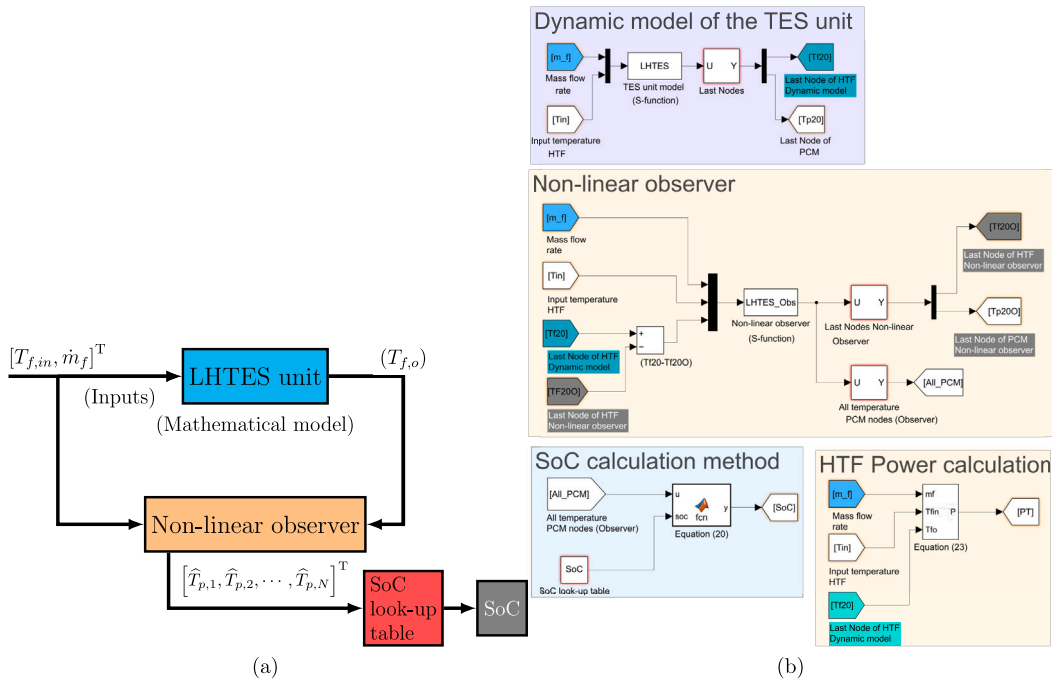 [T_{f,in}, ṁ_f]^T
(Inputs)
LHTES unit
(Mathematical model)
(T_{f,o})
Non-linear observer
[T̂_{p,1}, T̂_{p,2}, ⋯, T̂_{p,N}]^T
SoC
look-up
table
SoC
(a)
Dynamic model of the TES unit
[m_f]
Mass flow
rate
[Tin]
Input temperature
HTF
LHTES
TES unit model
(S-function)
U Y
Last Nodes
[Tf20]
Last Node of HTF
Dynamic model
[Tp20]
Last Node of
PCM
Non-linear observer
[m_f]
Mass flow
rate
[Tin]
Input temperature
HTF
[Tf20]
Last Node of HTF
Dynamic model
[TF20O]
Last Node of HTF
Non-linear observer
+
−
(Tf20-Tf20O)
LHTES_Obs
Non-linear observer
(S-function)
U Y
Last Nodes Non-linear
Observer
[Tf20O]
Last Node of HTF
Non-linear observer
[Tp20O]
Last Node of PCM
Non-linear observer
U Y
All temperature
PCM nodes (Observer)
[All_PCM]
SoC calculation method
[All_PCM]
All temperature
PCM nodes (Observer)
SoC
SoC look-up table
u
soc
fcn
y
Equation (20)
[SoC]
HTF Power calculation
[m_f]
Mass flow
rate
[Tin]
Input temperature
HTF
[Tf20]
Last Node of HTF
Dynamic model
mf
Tfin P
Tfo
Equation (23)
[PT]
(b)